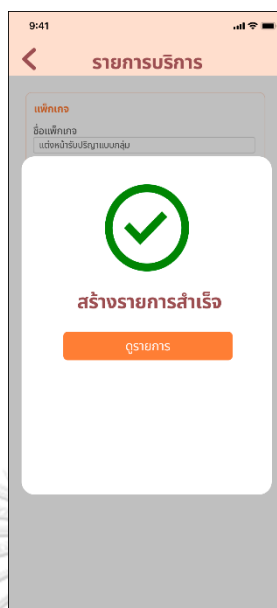 9:41
รายการบริการ
แพ็กเกจ
ชื่อแพ็กเกจ
แต่งหน้ารับปริญาแบบกลุ่ม
สร้างรายการสำเร็จ
ดูรายการ